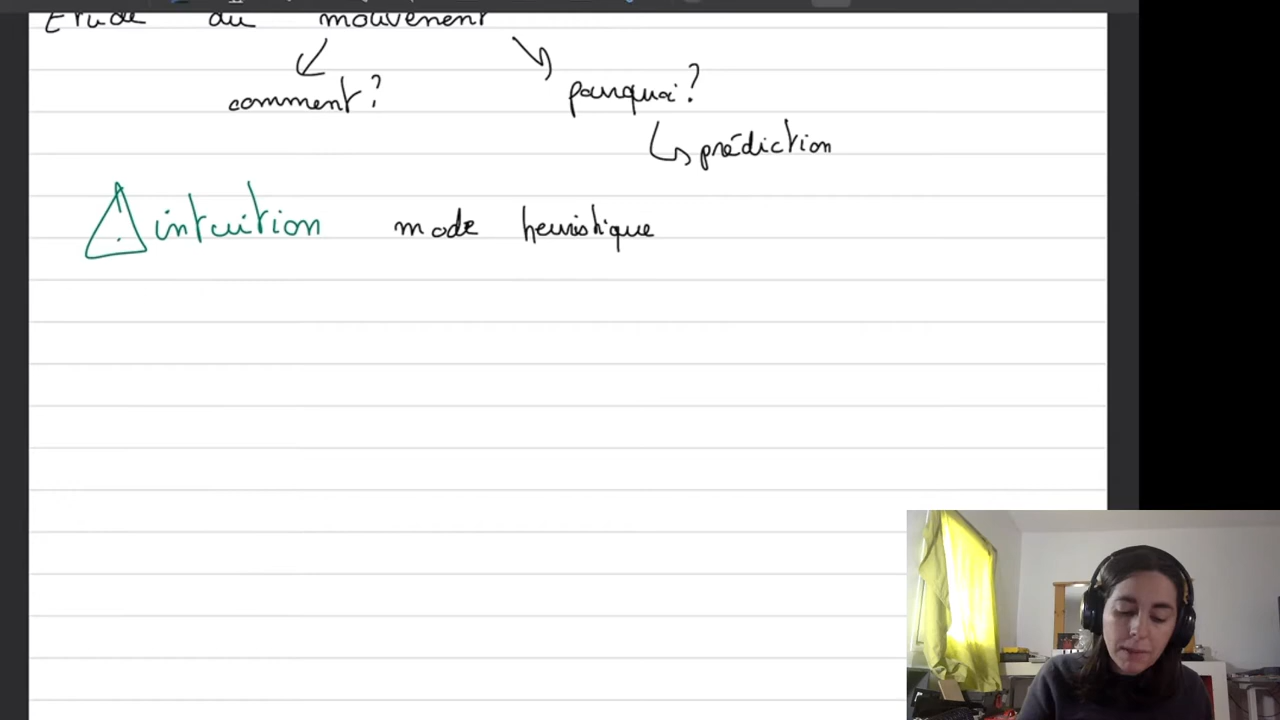 Etude du mouvement
comment? pourquoi?
↳ prédiction
⚠ intuition mode heuristique